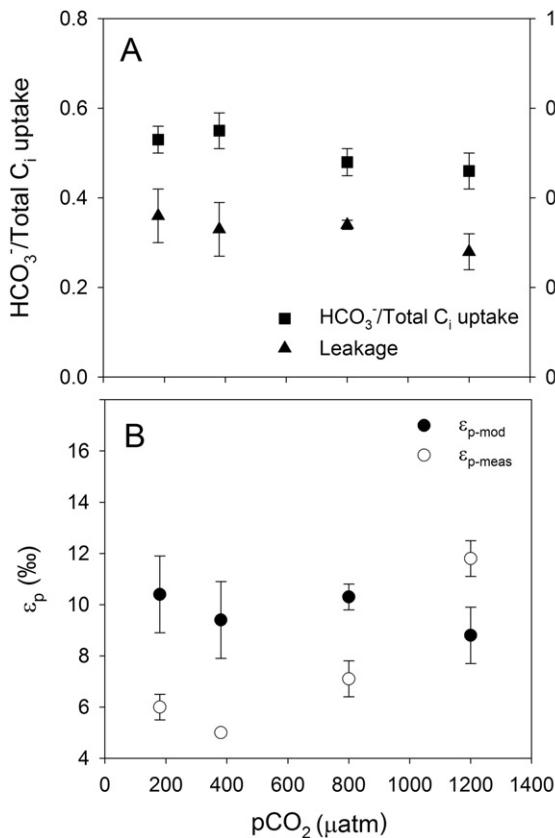 A
HCO₃⁻/Total Cᵢ uptake
0.8
0.6
0.4
0.2
0.0
1
0
0
0
0
HCO₃⁻/Total Cᵢ uptake
Leakage
B
εp (‰)
16
14
12
10
8
6
4
εp-mod
εp-meas
0 200 400 600 800 1000 1200 1400
pCO₂ (μatm)